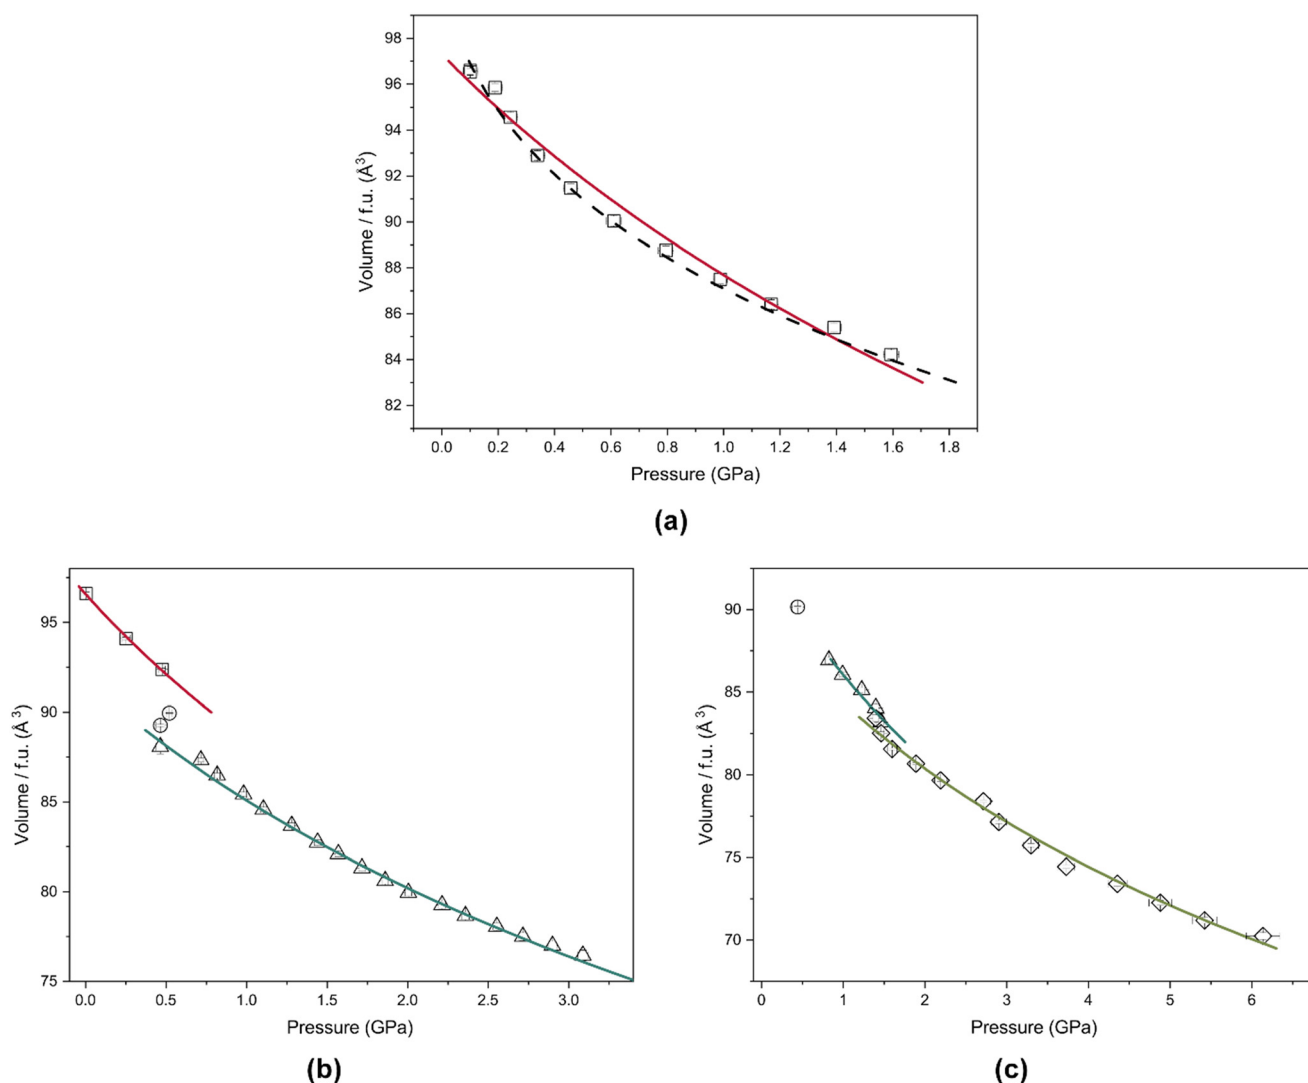 98
96
94
92
90
88
86
84
82
Volume / f.u. (Å³)
0.0 0.2 0.4 0.6 0.8 1.0 1.2 1.4 1.6 1.8
Pressure (GPa)
(a)
95
90
85
80
75
Volume / f.u. (Å³)
0.0 0.5 1.0 1.5 2.0 2.5 3.0
Pressure (GPa)
(b)
90
85
80
75
70
Volume / f.u. (Å³)
0 1 2 3 4 5 6
Pressure (GPa)
(c)